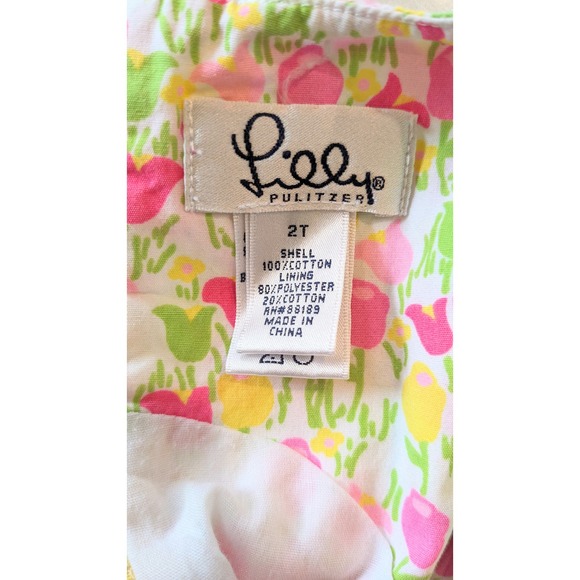 Lilly®
PULITZER
2T
SHELL
100%COTTON
LINING
80%POLYESTER
20%COTTON
RN#88189
MADE IN
CHINA